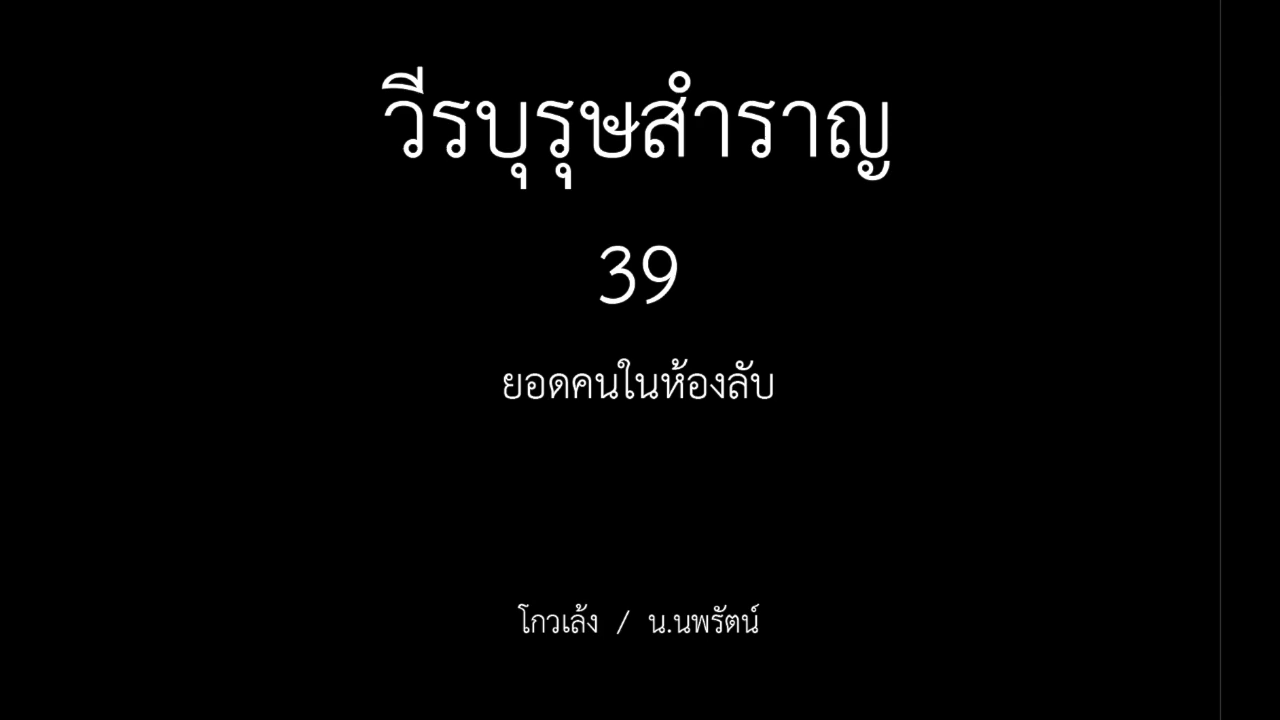 วีรบุรุษสำราญ
39
ยอดคนในห้องลับ
โกวเล้ง / น.นพรัตน์